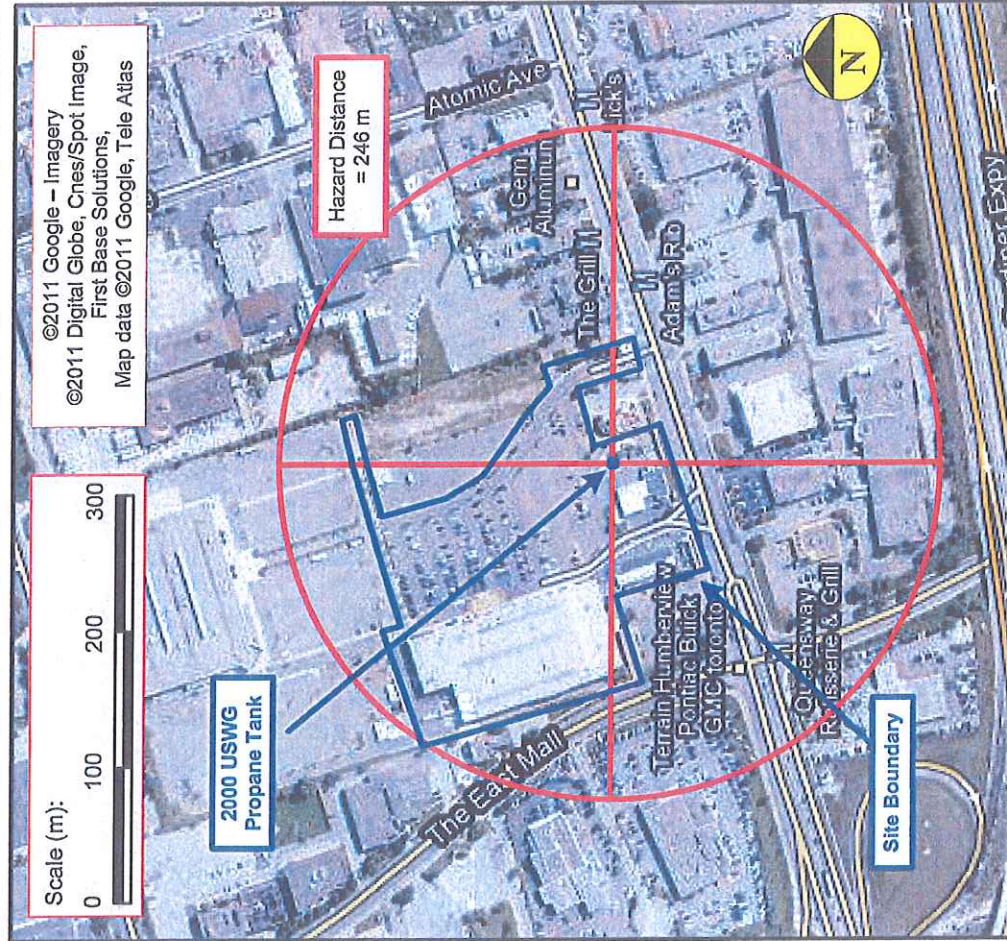 ©2011 Google – Imagery
©2011 Digital Globe, Cnes/Spot Image,
First Base Solutions,
Map data ©2011 Google, Tele Atlas
Scale (m):
0 100 200 300
Hazard Distance
= 246 m
Atomic Ave
2000 USWG
Propane Tank
The East Mall
A Gem
Aluminum
The Grill
Adam's Rib
Terrain Humberview
Pontiac Buick
GMC Toronto
Queensway
& Grill
Site Boundary
N
Expy